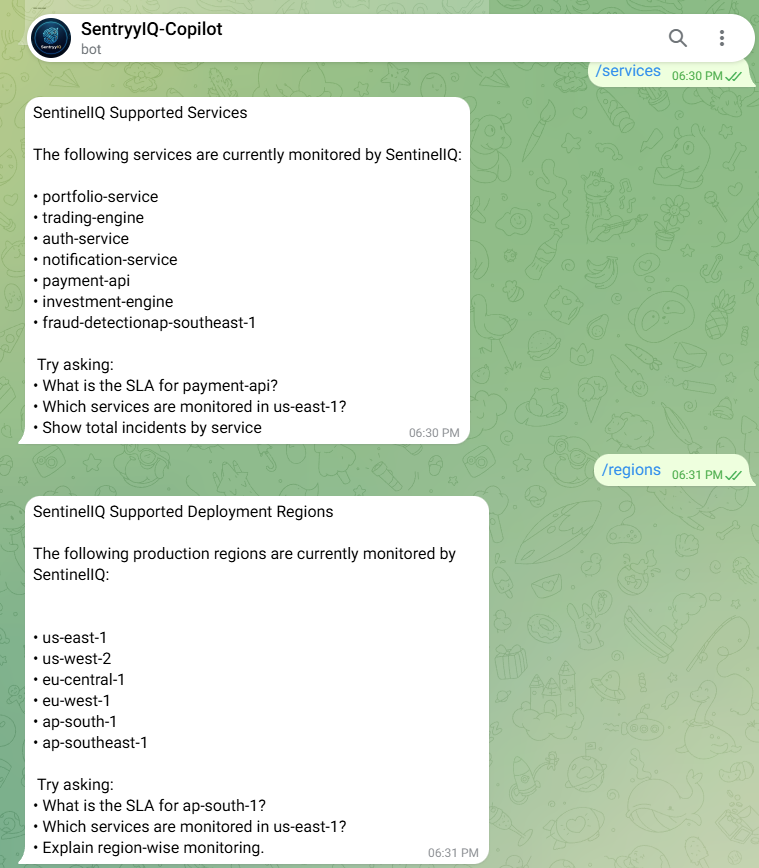 SentryyIQ-Copilot
bot
/services 06:30 PM
SentinelIQ Supported Services
The following services are currently monitored by SentinelIQ:
• portfolio-service
• trading-engine
• auth-service
• notification-service
• payment-api
• investment-engine
• fraud-detectionap-southeast-1
Try asking:
• What is the SLA for payment-api?
• Which services are monitored in us-east-1?
• Show total incidents by service
06:30 PM
/regions 06:31 PM
SentinelIQ Supported Deployment Regions
The following production regions are currently monitored by
SentinelIQ:
• us-east-1
• us-west-2
• eu-central-1
• eu-west-1
• ap-south-1
• ap-southeast-1
Try asking:
• What is the SLA for ap-south-1?
• Which services are monitored in us-east-1?
• Explain region-wise monitoring.
06:31 PM